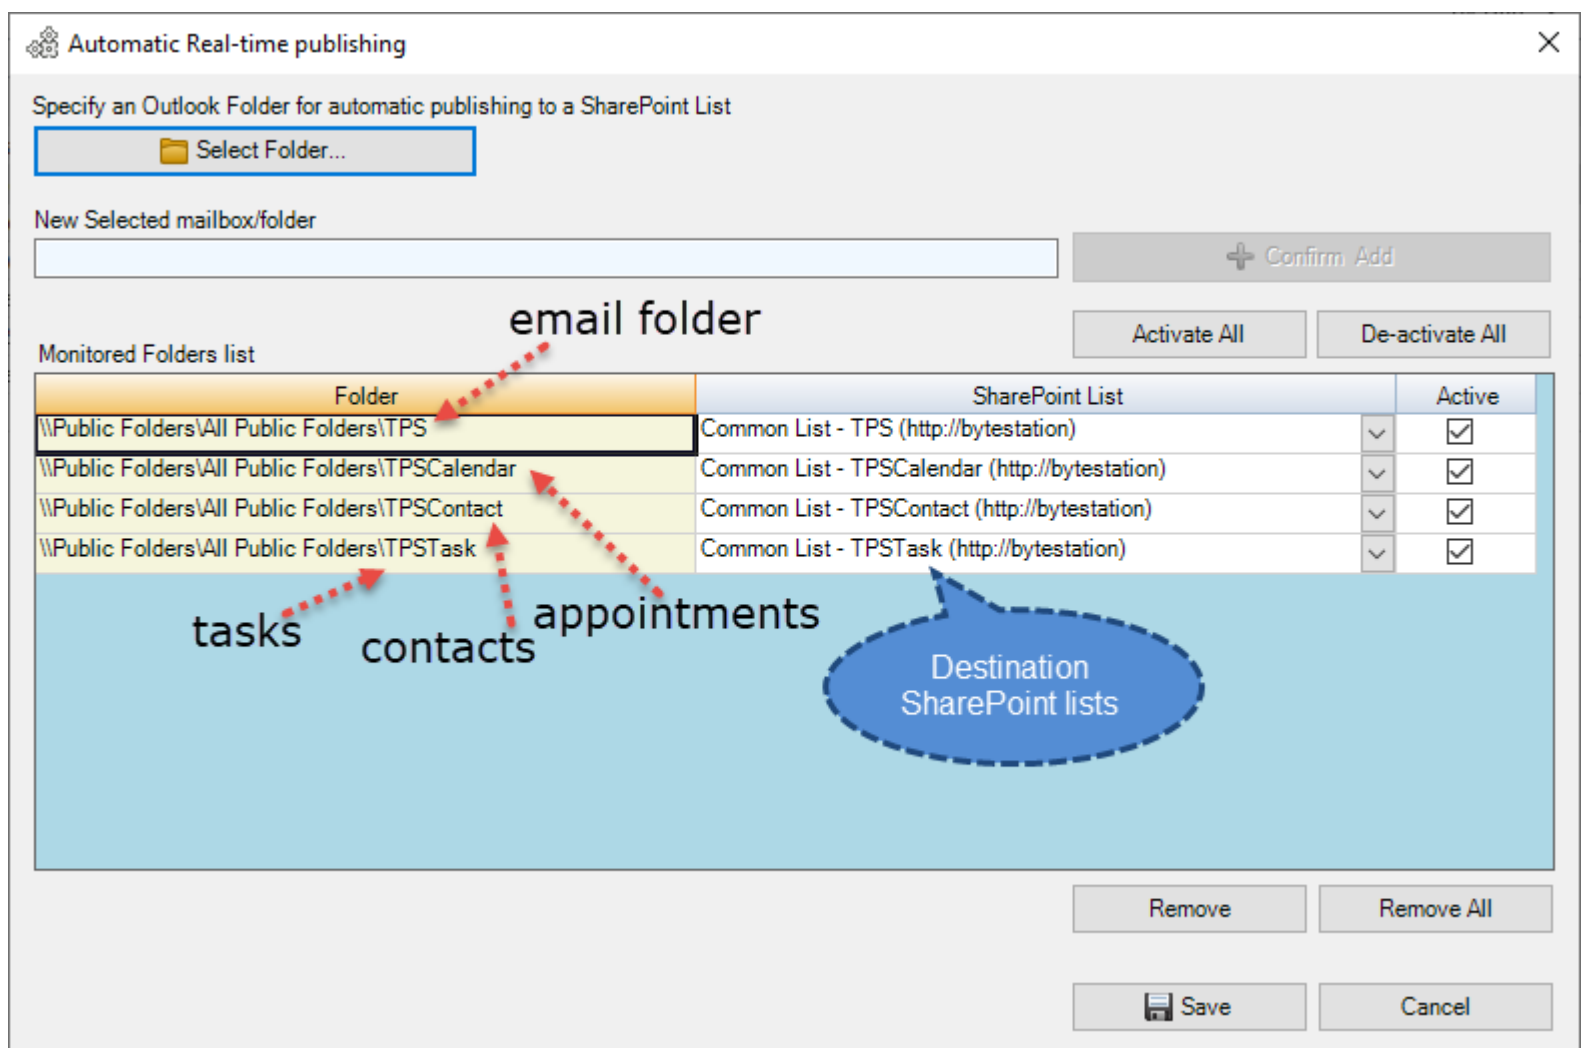 Automatic Real-time publishing
Specify an Outlook Folder for automatic publishing to a SharePoint List
Select Folder...
New Selected mailbox/folder
Confirm Add
email folder
Activate All
De-activate All
Monitored Folders list
Folder
SharePoint List
Active
\\Public Folders\All Public Folders\TPS
Common List - TPS (http://bytestation)
\\Public Folders\All Public Folders\TPSCalendar
Common List - TPSCalendar (http://bytestation)
\\Public Folders\All Public Folders\TPSContact
Common List - TPSContact (http://bytestation)
\\Public Folders\All Public Folders\TPSTask
Common List - TPSTask (http://bytestation)
tasks
contacts
appointments
Destination
SharePoint lists
Remove
Remove All
Save
Cancel